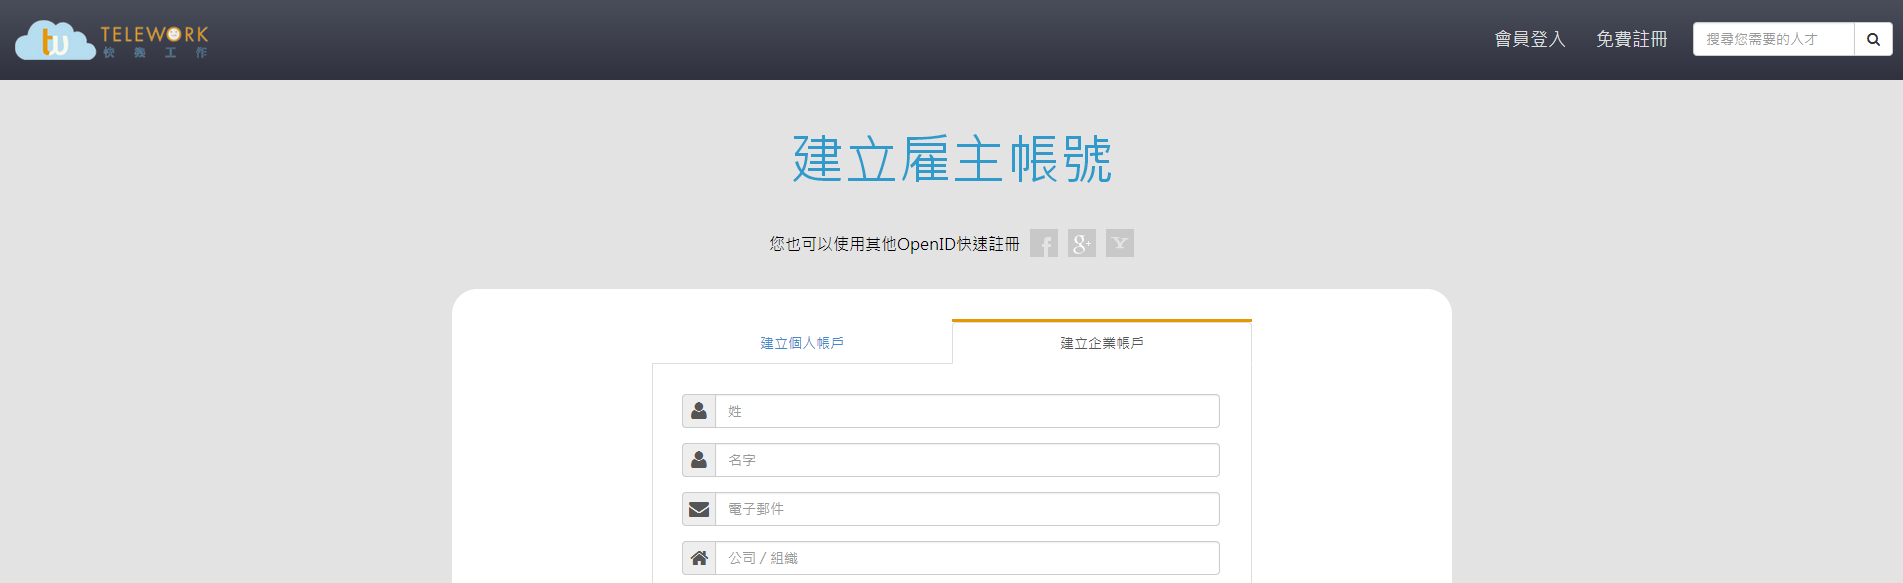 tw TELEWORK
快募工作
會員登入
免費註冊
搜尋您需要的人才
建立雇主帳號
您也可以使用其他OpenID快速註冊
f
g+
Y
建立個人帳戶
建立企業帳戶
姓
名字
電子郵件
公司 / 組織